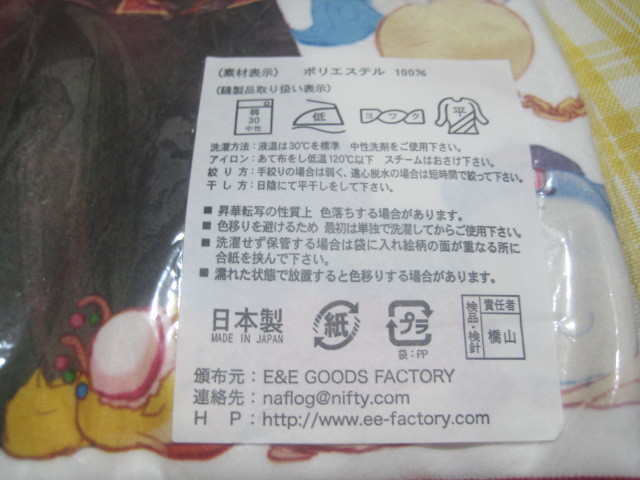 (素材表示) ポリエステル 100%
(縫製品取り扱い表示)
弱
30
中性
低
ヨワク
平
洗濯方法：液温は30℃を標準 中性洗剤をご使用下さい。
アイロン：あて布をし低温120℃以下 スチームはおさけ下さい。
絞り方：手絞りの場合は弱く、遠心脱水の場合は短時間で絞って下さい。
干し方：日陰にて平干しをして下さい。
■ 昇華転写の性質上 色落ちする場合があります。
■ 色移りを避けるため 最初は単独で洗濯してからご使用下さい。
■ 洗濯せず保管する場合は袋に入れ絵柄の面が重なる所に
合紙を挟んで下さい。
■ 濡れた状態で放置すると色移りする場合があります。
日本製
MADE IN JAPAN
紙
プラ
袋：PP
検品・検針
責任者
橋山
頒布元：E&E GOODS FACTORY
連絡先：naflog@nifty.com
H P：http://www.ee-factory.com